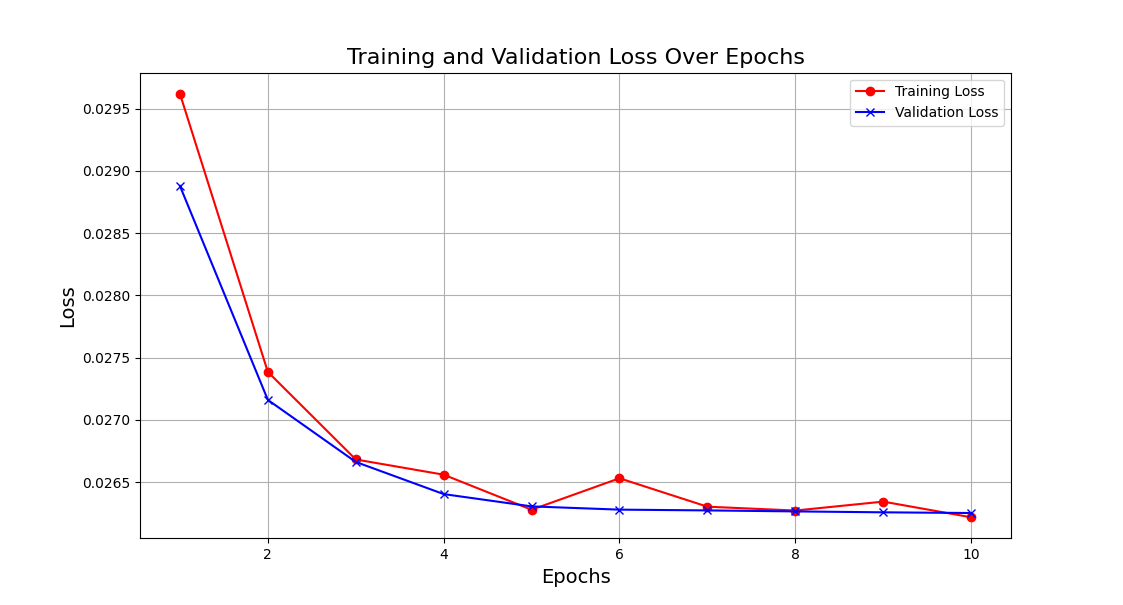 Training and Validation Loss Over Epochs
Training Loss
Validation Loss
0.0295
0.0290
0.0285
0.0280
0.0275
0.0270
0.0265
Loss
2 4 6 8 10
Epochs